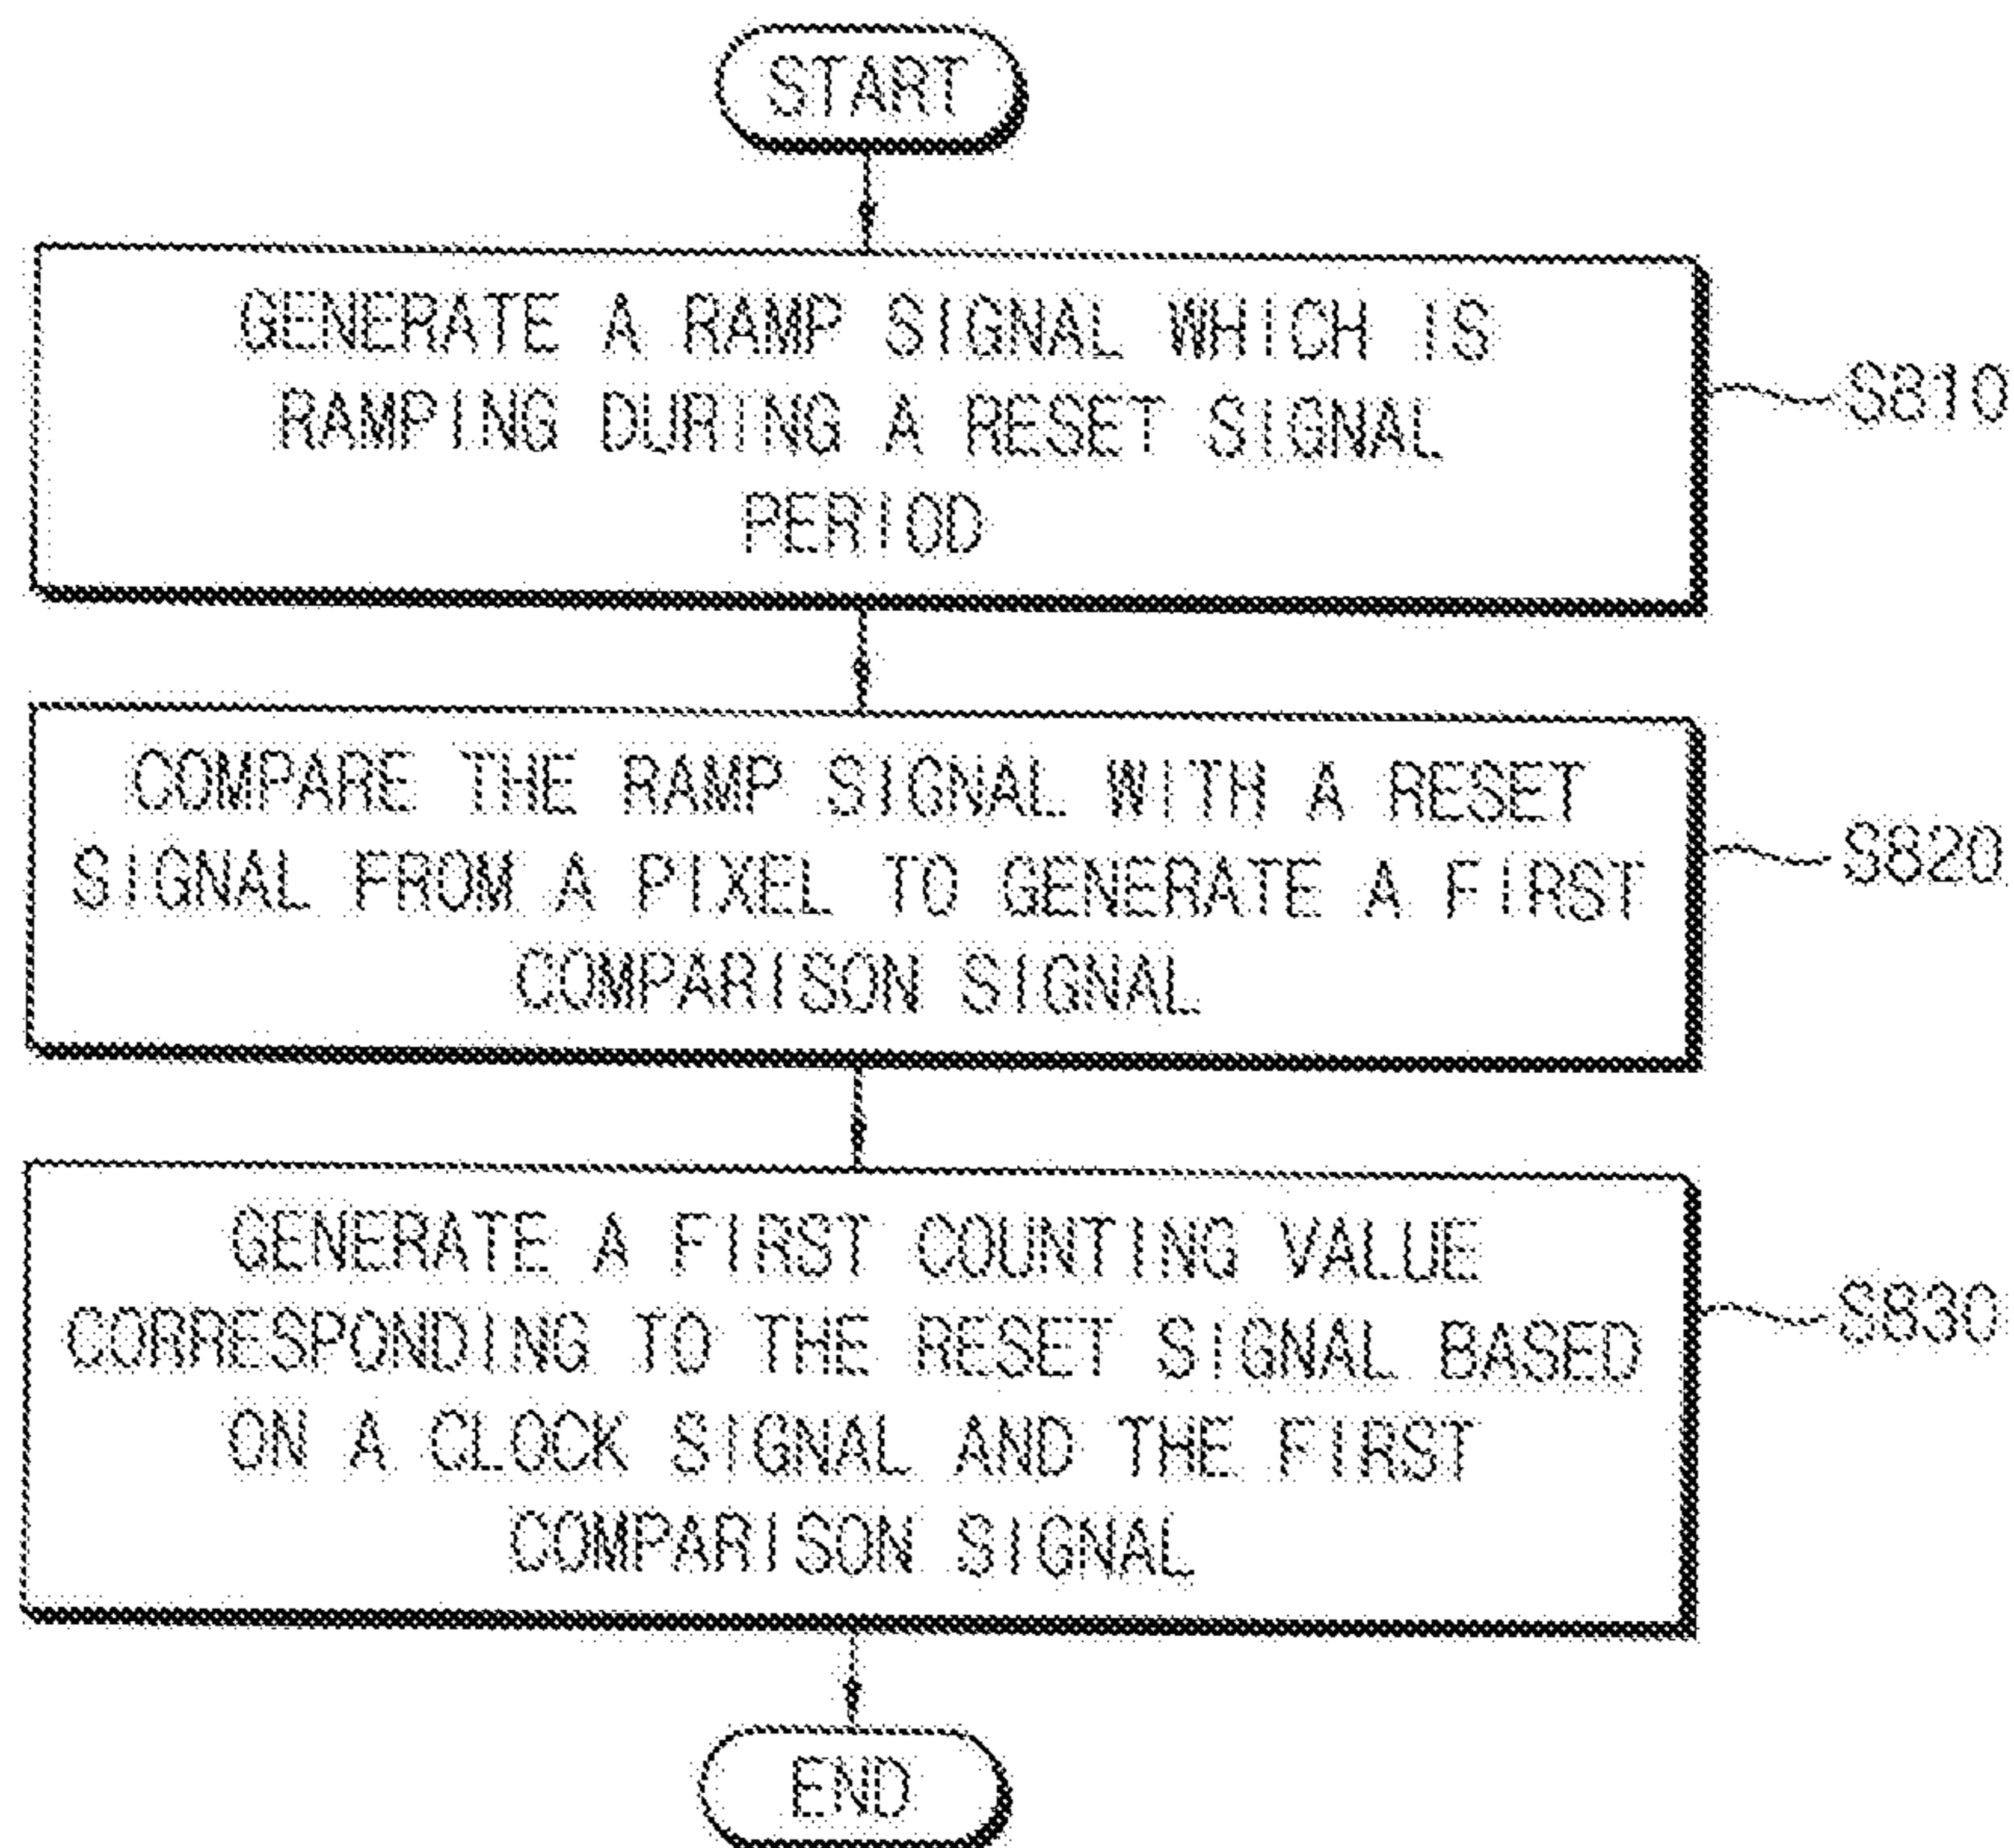 START
GENERATE A RAMP SIGNAL WHICH IS
RAMPING DURING A RESET SIGNAL
PERIOD
S810
COMPARE THE RAMP SIGNAL WITH A RESET
SIGNAL FROM A PIXEL TO GENERATE A FIRST
COMPARISON SIGNAL
S820
GENERATE A FIRST COUNTING VALUE
CORRESPONDING TO THE RESET SIGNAL BASED
ON A CLOCK SIGNAL AND THE FIRST
COMPARISON SIGNAL
S830
END